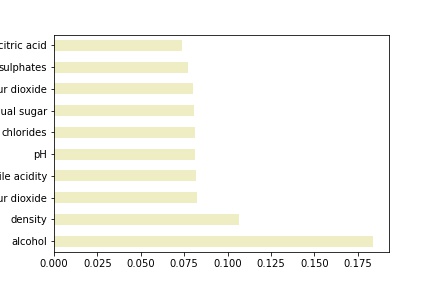 citric acid
sulphates
ur dioxide
ual sugar
chlorides
pH
ile acidity
ur dioxide
density
alcohol
0.000 0.025 0.050 0.075 0.100 0.125 0.150 0.175